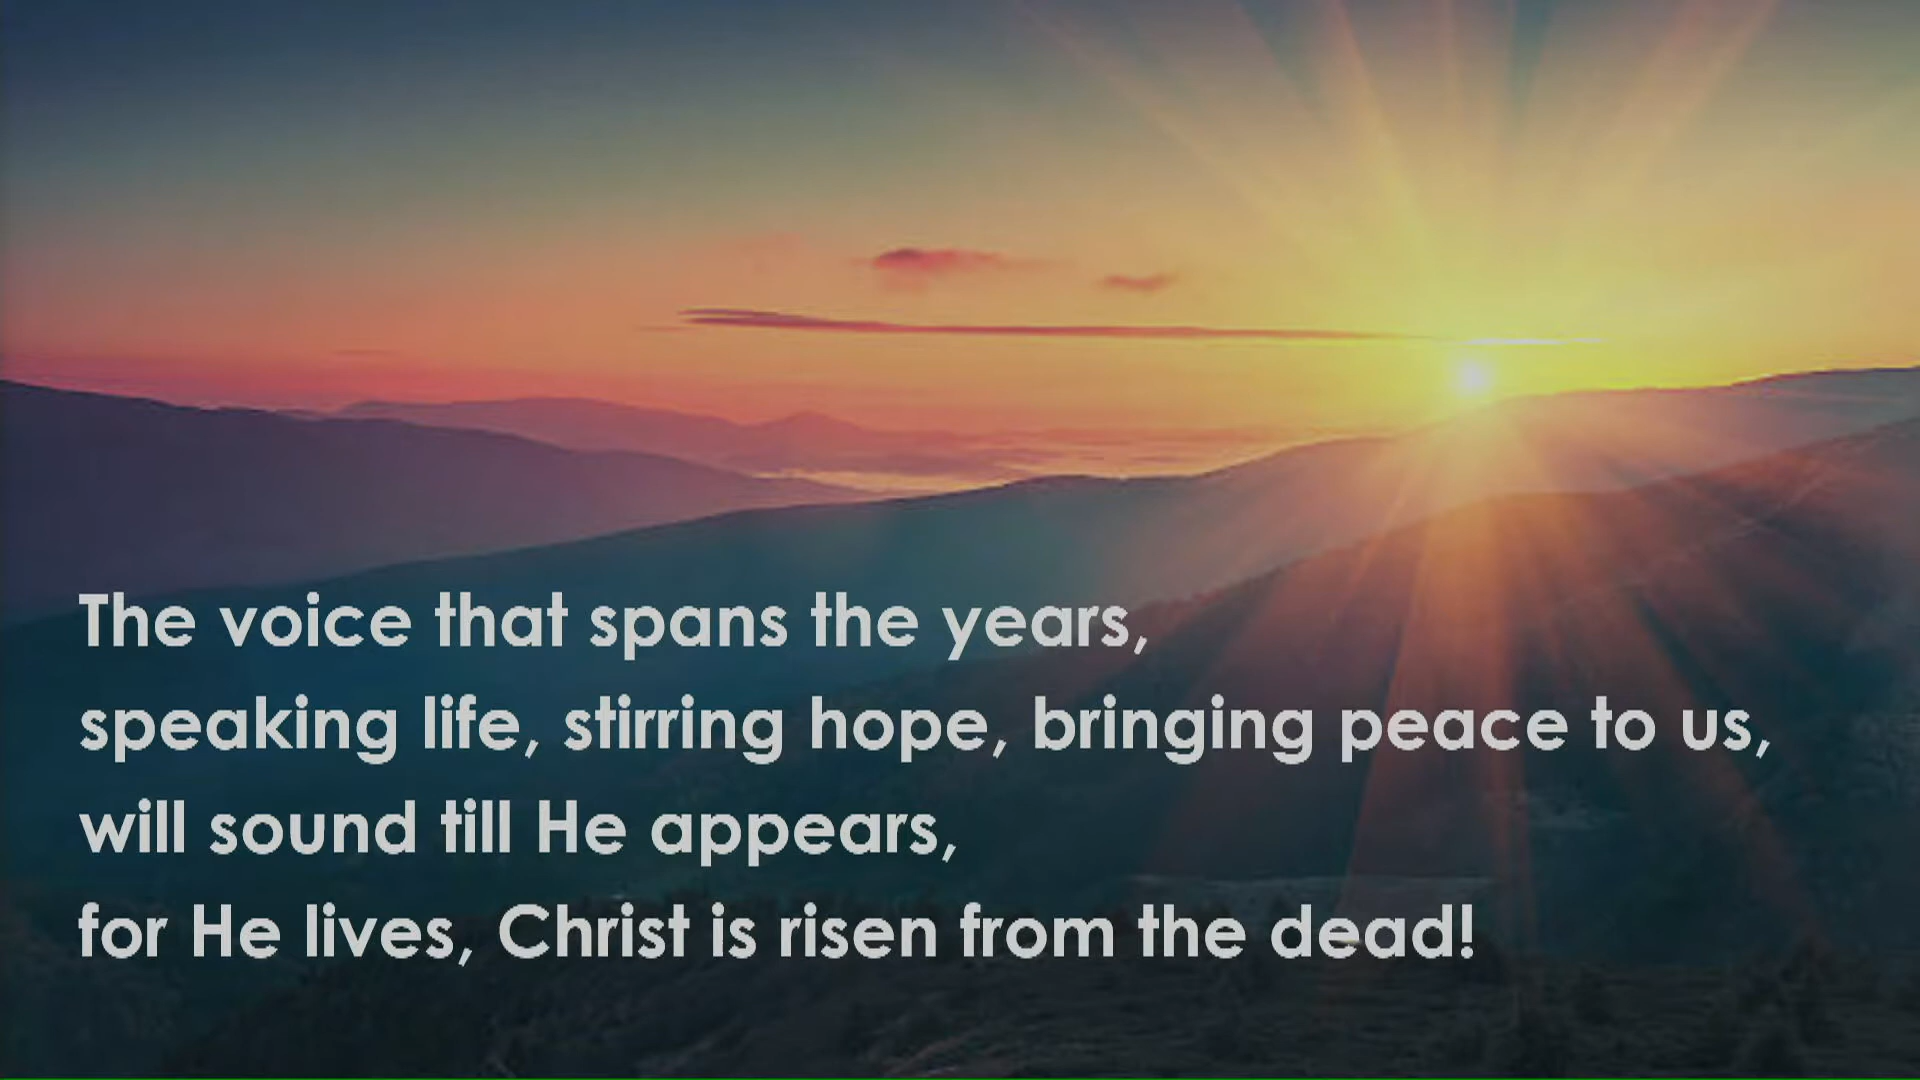 The voice that spans the years,
speaking life, stirring hope, bringing peace to us,
will sound till He appears,
for He lives, Christ is risen from the dead!